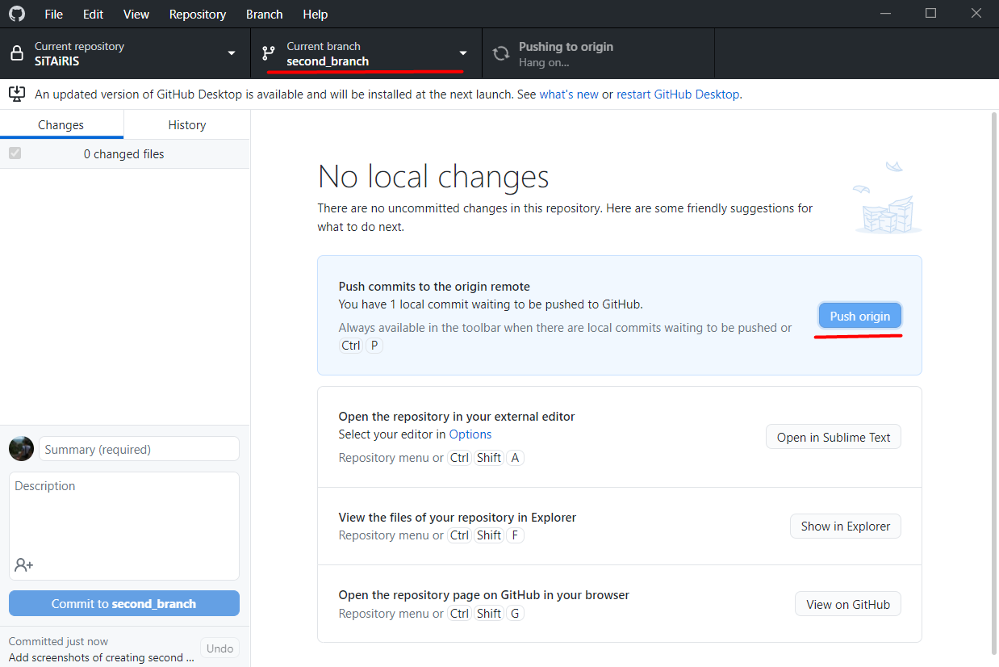 File Edit View Repository Branch Help
Current repository
SiTAiRIS
Current branch
second_branch
Pushing to origin
Hang on...
An updated version of GitHub Desktop is available and will be installed at the next launch. See what's new or restart GitHub Desktop.
Changes
History
0 changed files
No local changes
There are no uncommitted changes in this repository. Here are some friendly suggestions for
what to do next.
Push commits to the origin remote
You have 1 local commit waiting to be pushed to GitHub.
Always available in the toolbar when there are local commits waiting to be pushed or
Ctrl P
Push origin
Open the repository in your external editor
Select your editor in Options
Repository menu or Ctrl Shift A
Open in Sublime Text
View the files of your repository in Explorer
Repository menu or Ctrl Shift F
Show in Explorer
Open the repository page on GitHub in your browser
Repository menu or Ctrl Shift G
View on GitHub
Summary (required)
Description
Commit to second_branch
Committed just now
Add screenshots of creating second ...
Undo